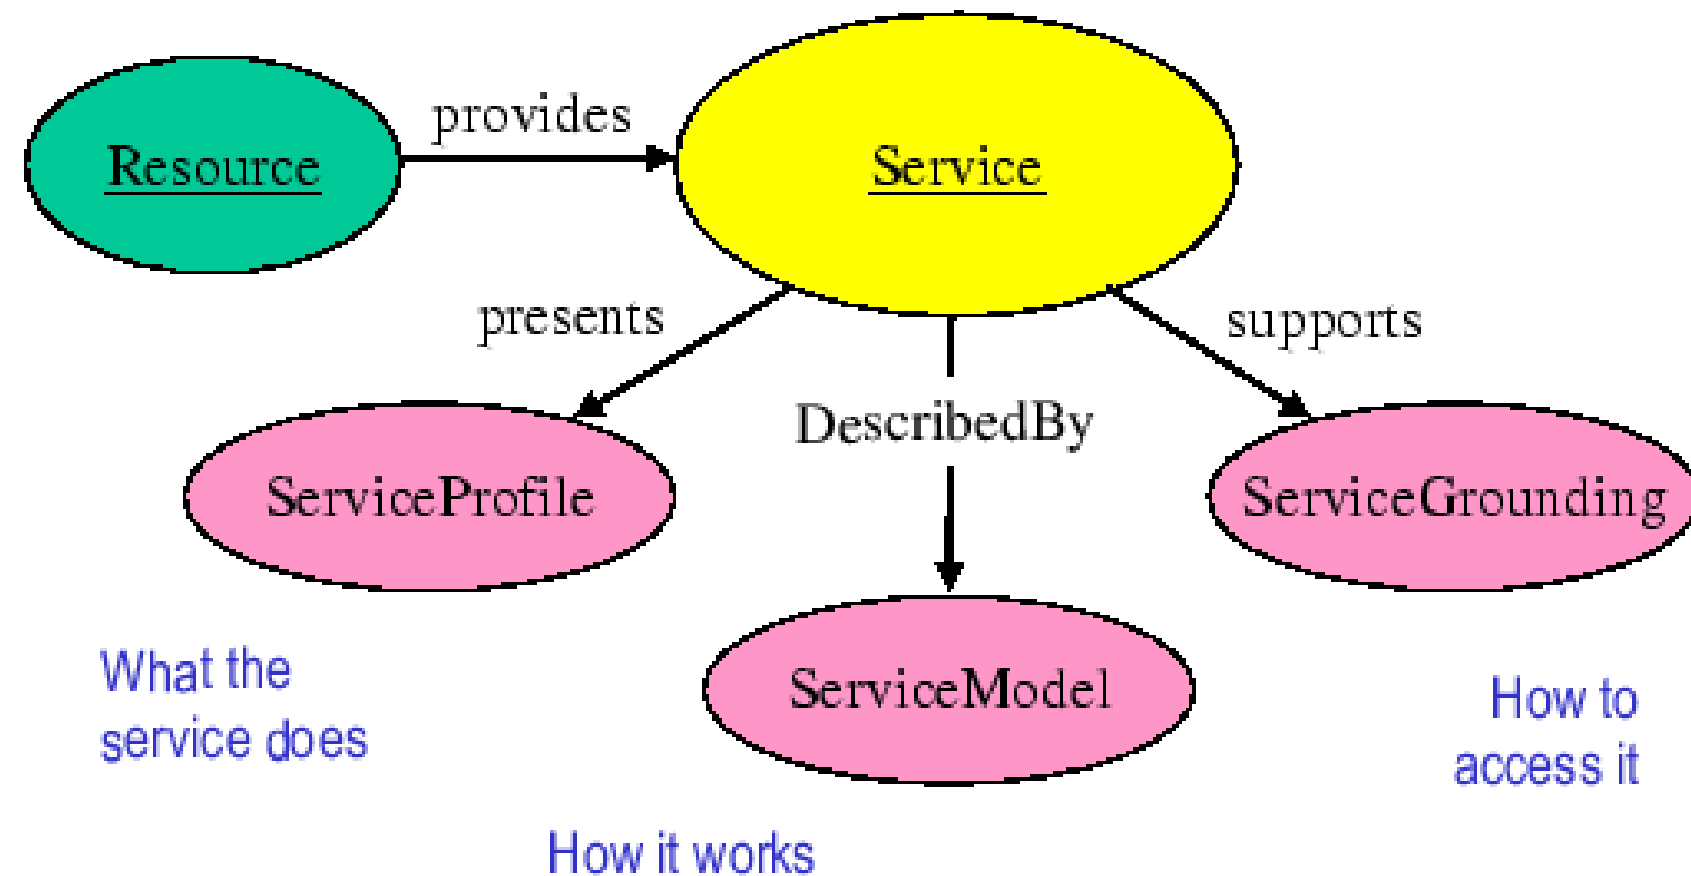 provides
Resource
Service
presents
supports
DescribedBy
ServiceProfile
ServiceGrounding
What the
service does
ServiceModel
How to
access it
How it works